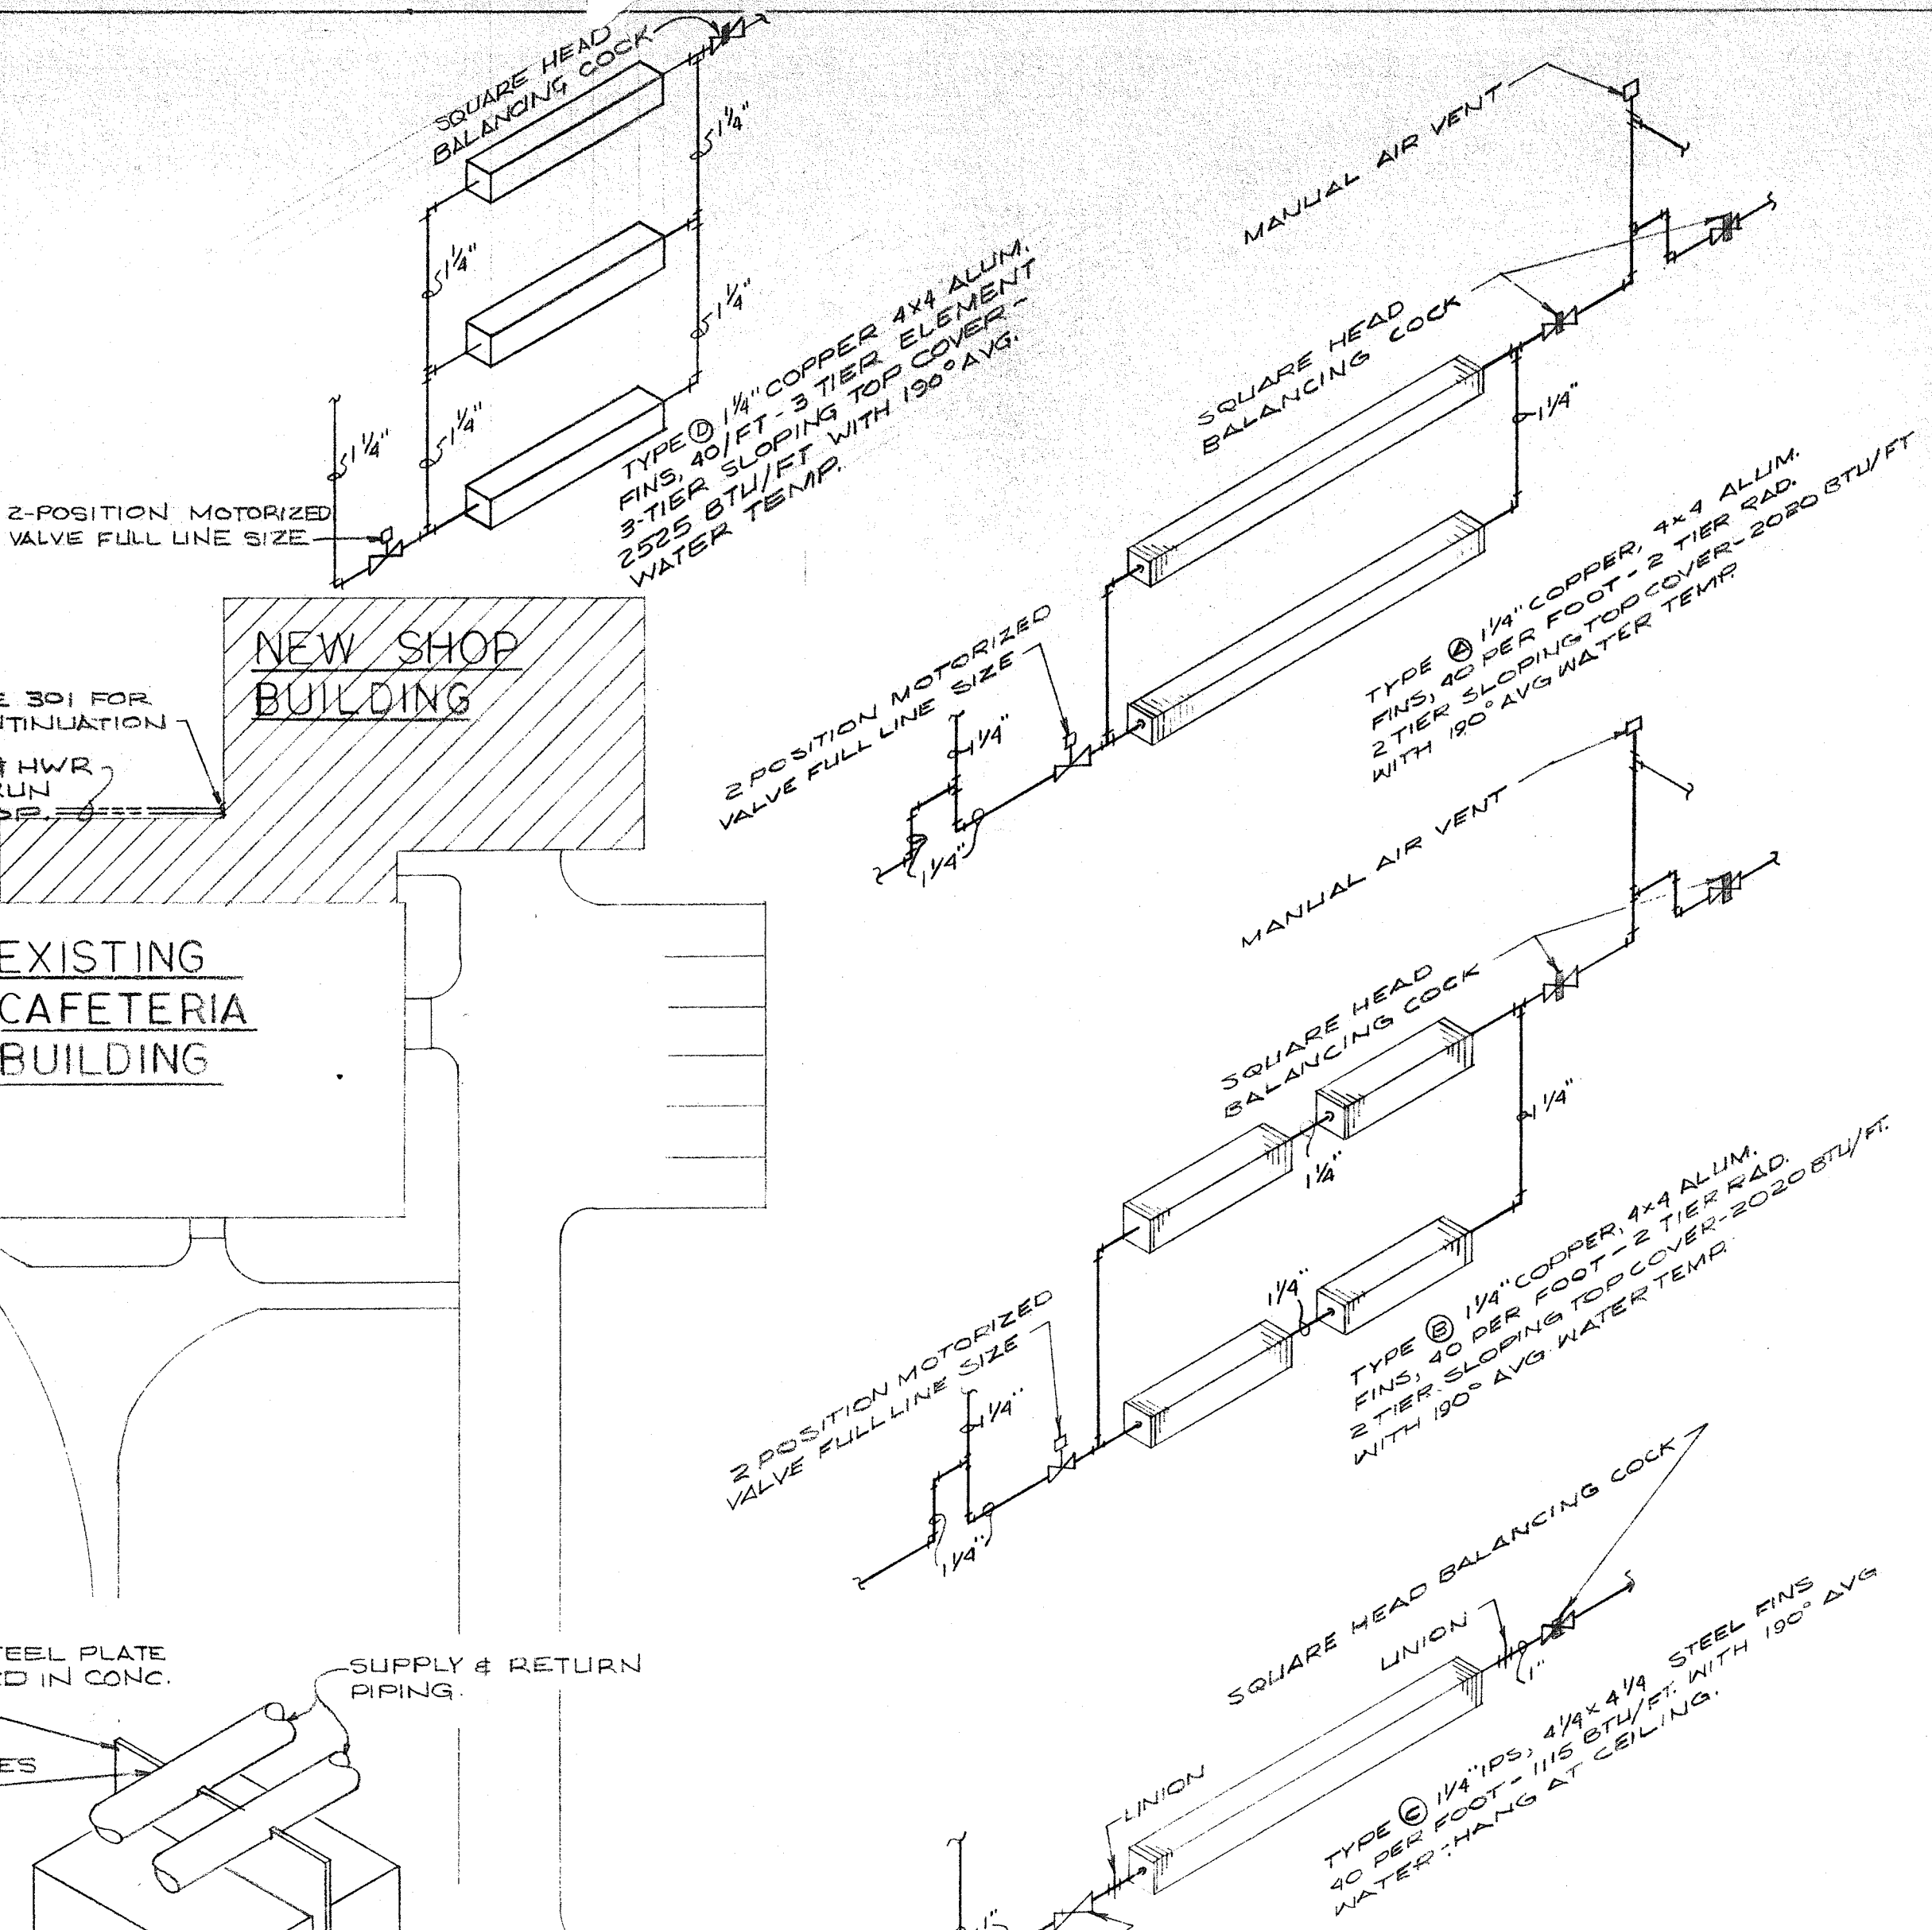 SQUARE HEAD
BALANCING COCK
1¼"
1¼"
1¼"
1¼"
1¼"
2-POSITION MOTORIZED
VALVE FULL LINE SIZE
TYPE D 1¼" COPPER 4x4 ALUM.
FINS, 40/FT - 3 TIER ELEMENT
3-TIER SLOPING TOP COVER -
2525 BTU/FT WITH 190° AVG.
WATER TEMP.
MANUAL AIR VENT
SQUARE HEAD
BALANCING COCK
1¼"
2 POSITION MOTORIZED
VALVE FULL LINE SIZE
1¼"
1¼"
TYPE A 1¼" COPPER, 4x4 ALUM.
FINS, 40 PER FOOT - 2 TIER RAD.
2 TIER SLOPING TOP COVER - 2020 BTU/FT
WITH 190° AVG WATER TEMP.
NEW SHOP
BUILDING
E 301 FOR
NTINUATION
HWR
RUN
EXISTING
CAFETERIA
BUILDING
MANUAL AIR VENT
SQUARE HEAD
BALANCING COCK
1¼"
1¼"
1¼"
2 POSITION MOTORIZED
VALVE FULL LINE SIZE
1¼"
1¼"
TYPE B 1¼" COPPER, 4x4 ALUM.
FINS, 40 PER FOOT - 2 TIER RAD.
2 TIER SLOPING TOP COVER - 2020 BTU/FT.
WITH 190° AVG. WATER TEMP.
SQUARE HEAD BALANCING COCK
UNION
1"
UNION
1"
TYPE C 1¼" IPS, 4¼ x 4¼ STEEL FINS
40 PER FOOT - 1115 BTU/FT. WITH 190° AVG
WATER - HANG AT CEILING.
TEEL PLATE
ED IN CONC.
SUPPLY & RETURN
PIPING.
ES